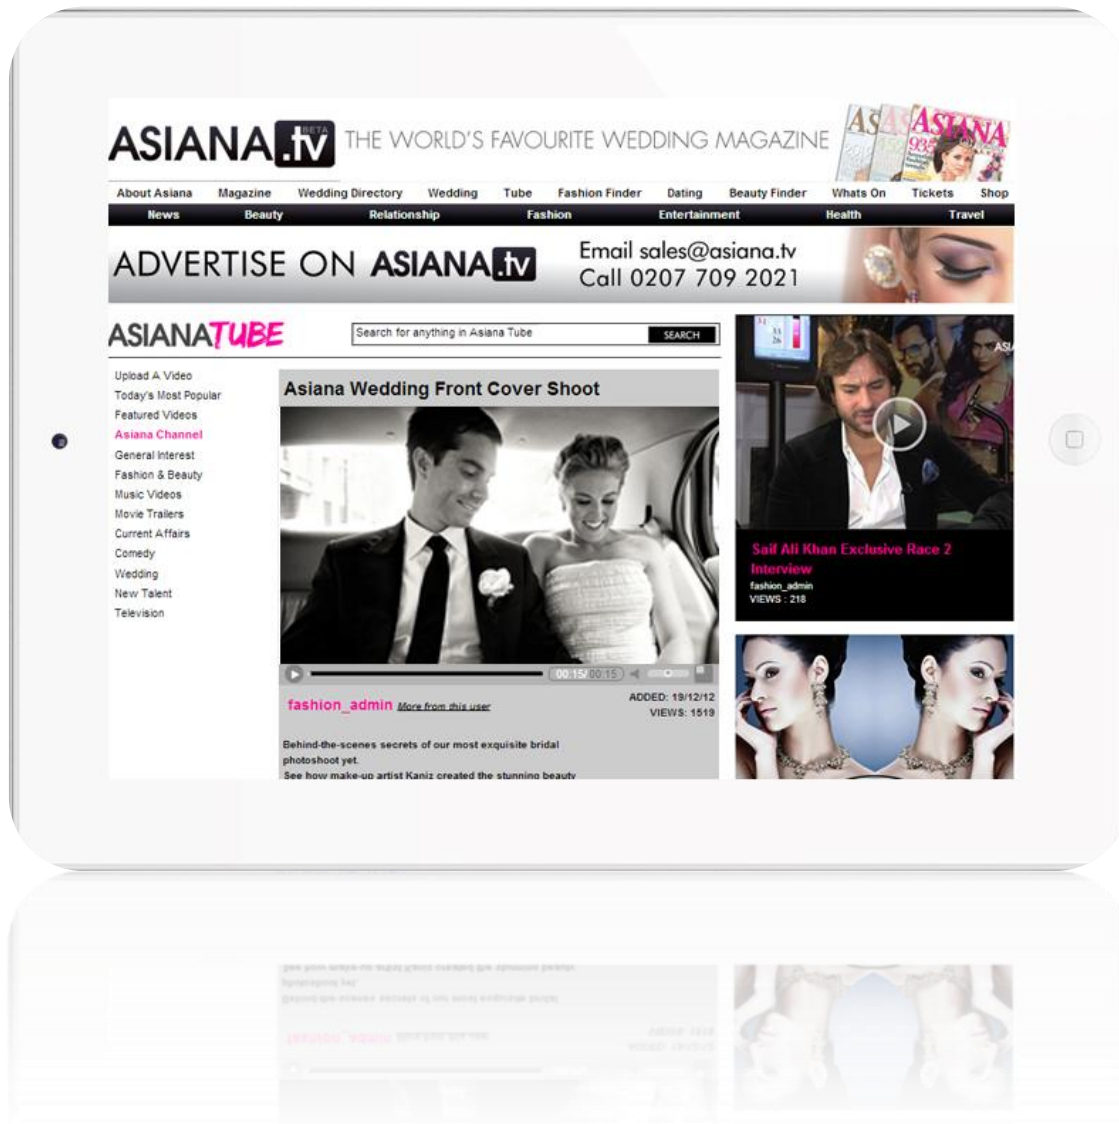 ASIANA.tv BETA THE WORLD'S FAVOURITE WEDDING MAGAZINE
ASIANA
935
About Asiana Magazine Wedding Directory Wedding Tube Fashion Finder Dating Beauty Finder Whats On Tickets Shop
News Beauty Relationship Fashion Entertainment Health Travel
ADVERTISE ON ASIANA.tv
Email sales@asiana.tv
Call 0207 709 2021
ASIANATUBE
Search for anything in Asiana Tube SEARCH
Upload A Video
Today's Most Popular
Featured Videos
Asiana Channel
General Interest
Fashion & Beauty
Music Videos
Movie Trailers
Current Affairs
Comedy
Wedding
New Talent
Television
Asiana Wedding Front Cover Shoot
00:15/00:15
fashion_admin More from this user
ADDED: 19/12/12
VIEWS: 1519
Behind-the-scenes secrets of our most exquisite bridal
photoshoot yet.
See how make-up artist Kaniz created the stunning beauty
31
33
26
Saif Ali Khan Exclusive Race 2
Interview
fashion_admin
VIEWS : 218